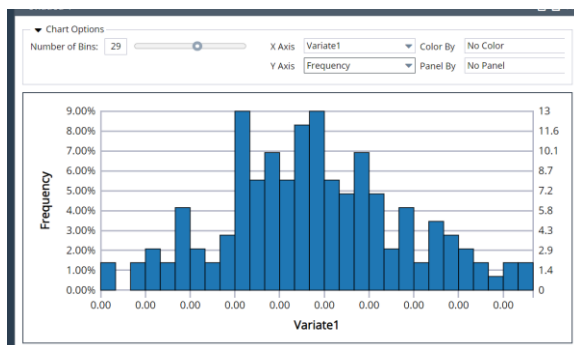 Chart Options
Number of Bins: 29 X Axis Variate1 Color By No Color
Y Axis Frequency Panel By No Panel
9.00% 13
8.00% 11.6
7.00% 10.1
6.00% 8.7
5.00% 7.2
4.00% 5.8
3.00% 4.3
2.00% 2.9
1.00% 1.4
0.00% 0
Frequency
0.00 0.00 0.00 0.00 0.00 0.00 0.00 0.00 0.00 0.00
Variate1